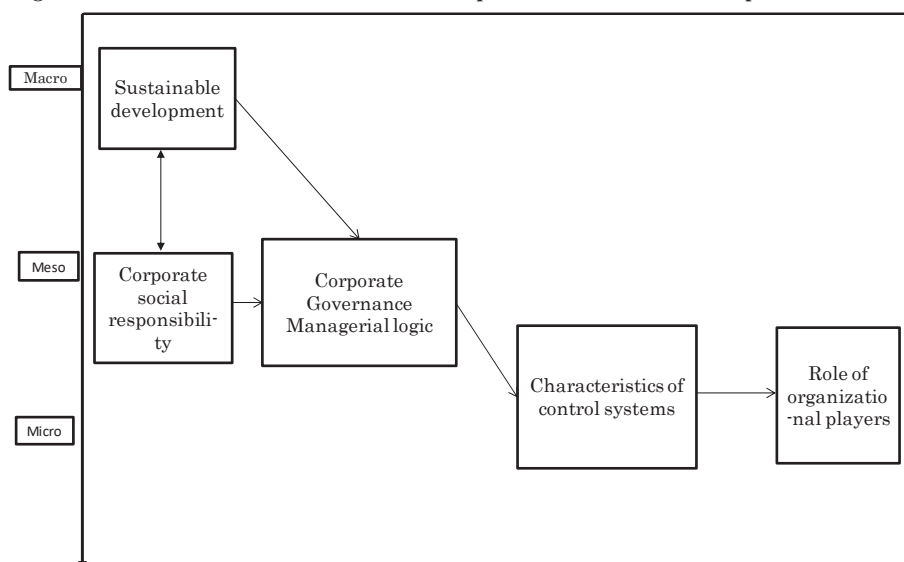 Macro
Sustainable
development
Meso
Corporate
social
responsibili-
ty
Corporate
Governance
Managerial logic
Micro
Characteristics of
control systems
Role of
organizatio
-nal players